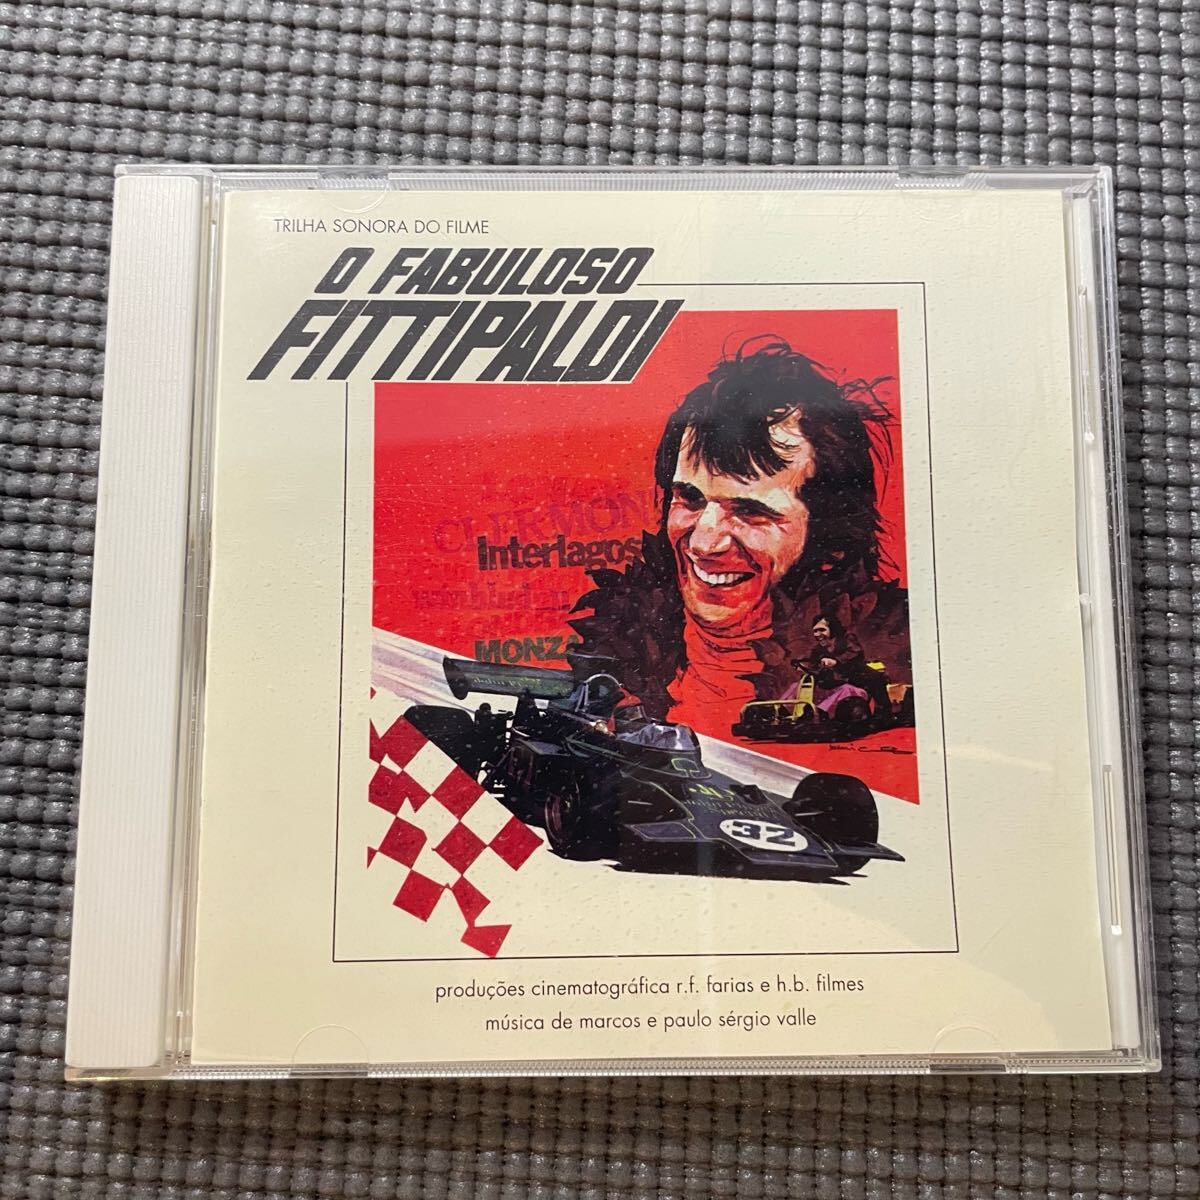 TRILHA SONORA DO FILME
O FABULOSO
FITTIPALDI
CLERMON
Interlagos
MONZA
32
produções cinematográfica r.f. farias e h.b. filmes
música de marcos e paulo sérgio valle